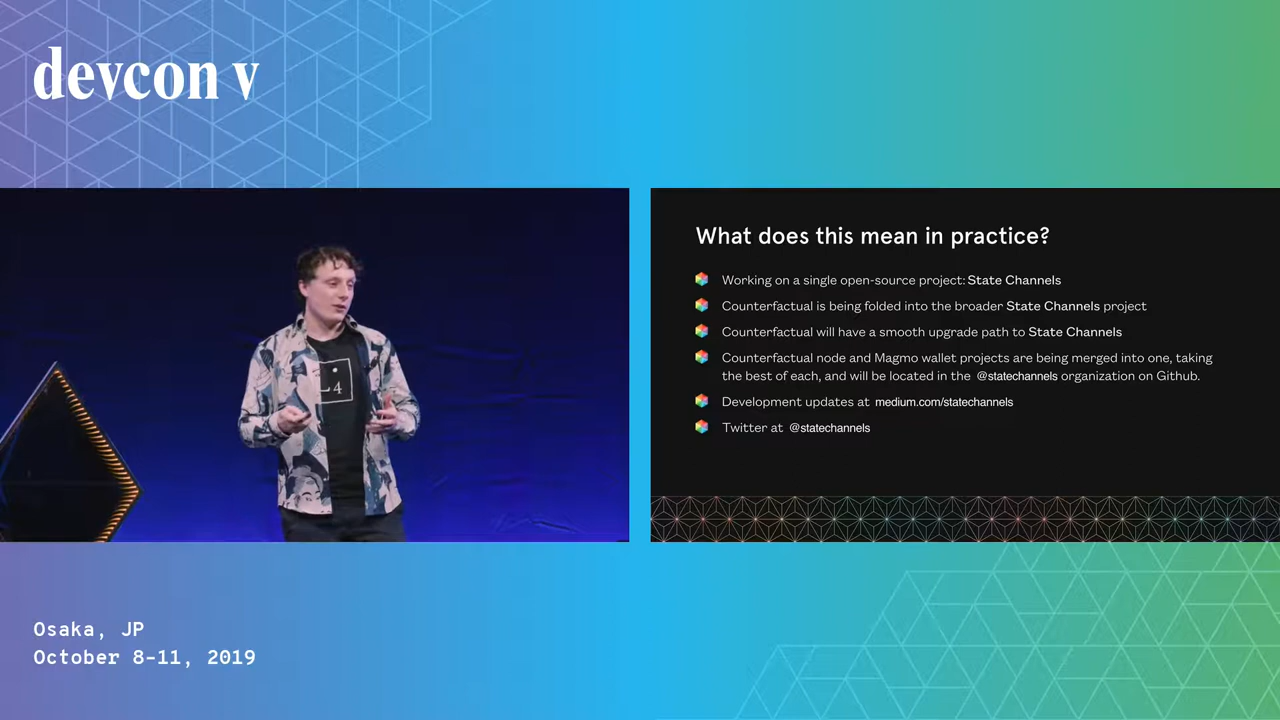 devcon v
L4
What does this mean in practice?
Working on a single open-source project: State Channels
Counterfactual is being folded into the broader State Channels project
Counterfactual will have a smooth upgrade path to State Channels
Counterfactual node and Magmo wallet projects are being merged into one, taking
the best of each, and will be located in the @statechannels organization on Github.
Development updates at medium.com/statechannels
Twitter at @statechannels
Osaka, JP
October 8-11, 2019